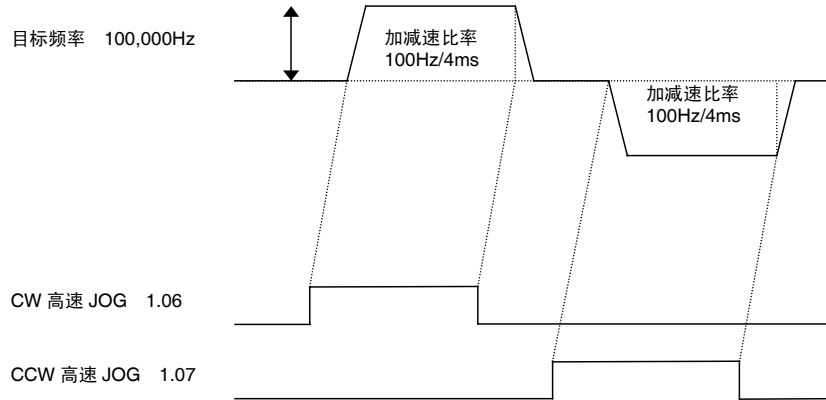 目标频率 100,000Hz
加减速比率
100Hz/4ms
加减速比率
100Hz/4ms
CW 高速 JOG 1.06
CCW 高速 JOG 1.07